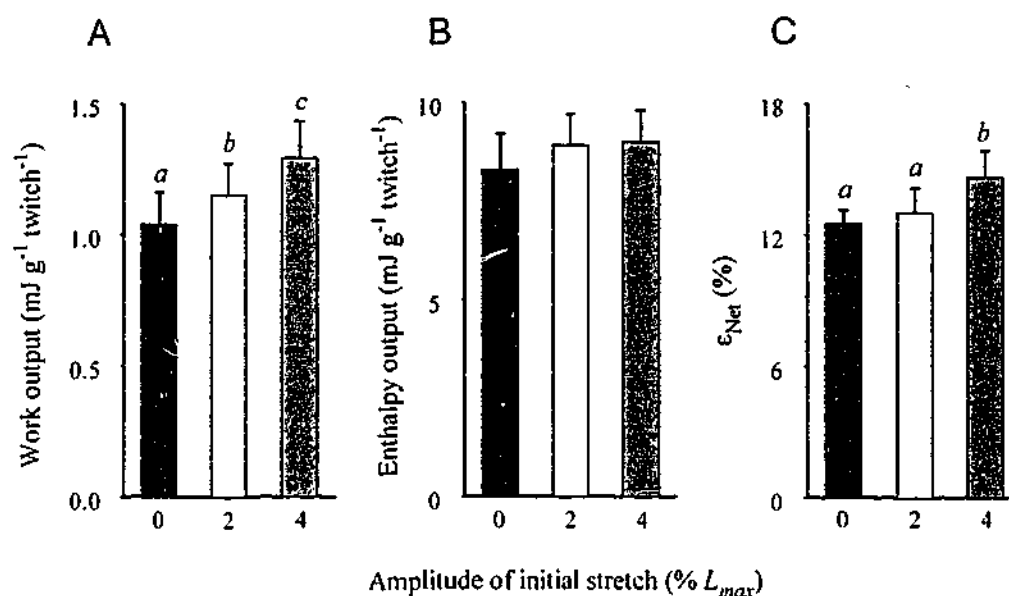 A
B
C
Work output (mJ g⁻¹ twitch⁻¹)
1.5
1.0
0.5
0.0
a
b
c
0 2 4
Enthalpy output (mJ g⁻¹ twitch⁻¹)
10
5
0
0 2 4
εNet (%)
18
12
6
0
a
a
b
0 2 4
Amplitude of initial stretch (% Lmax)